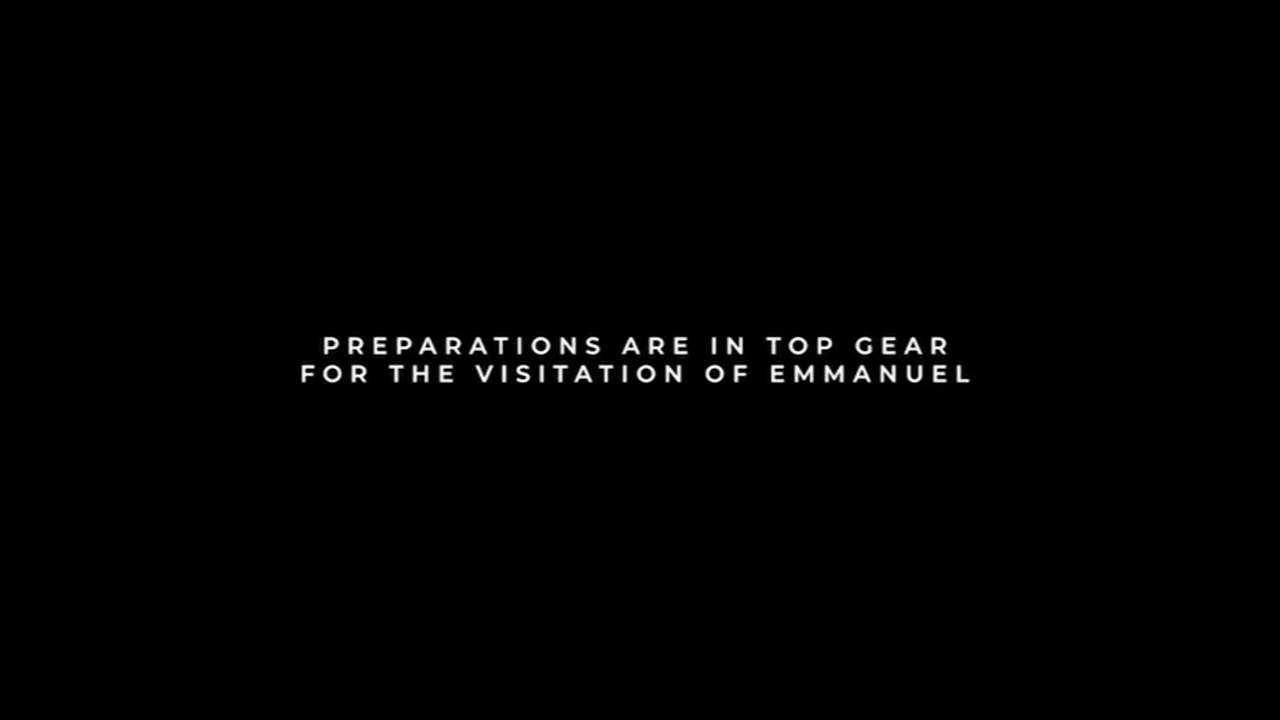 PREPARATIONS ARE IN TOP GEAR
FOR THE VISITATION OF EMMANUEL